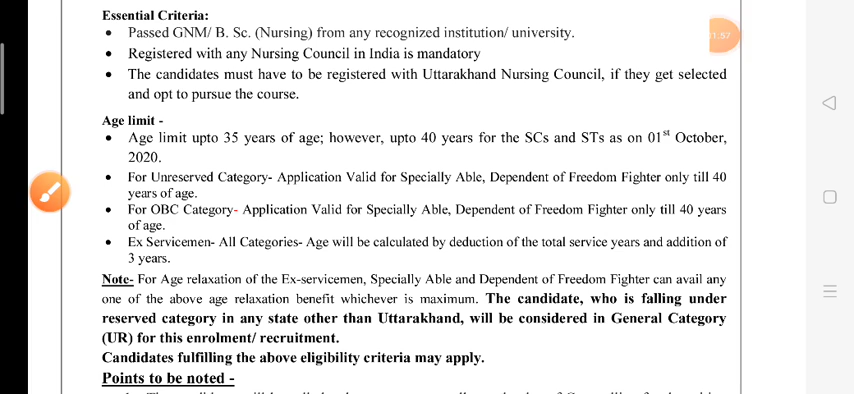 Essential Criteria:
• Passed GNM/ B. Sc. (Nursing) from any recognized institution/ university.
1.57
• Registered with any Nursing Council in India is mandatory
• The candidates must have to be registered with Uttarakhand Nursing Council, if they get selected
and opt to pursue the course.
Age limit -
• Age limit upto 35 years of age; however, upto 40 years for the SCs and STs as on 01st October,
2020.
• For Unreserved Category- Application Valid for Specially Able, Dependent of Freedom Fighter only till 40
years of age.
• For OBC Category- Application Valid for Specially Able, Dependent of Freedom Fighter only till 40 years
of age.
• Ex Servicemen- All Categories- Age will be calculated by deduction of the total service years and addition of
3 years.
Note- For Age relaxation of the Ex-servicemen, Specially Able and Dependent of Freedom Fighter can avail any
one of the above age relaxation benefit whichever is maximum. The candidate, who is falling under
reserved category in any state other than Uttarakhand, will be considered in General Category
(UR) for this enrolment/ recruitment.
Candidates fulfilling the above eligibility criteria may apply.
Points to be noted -